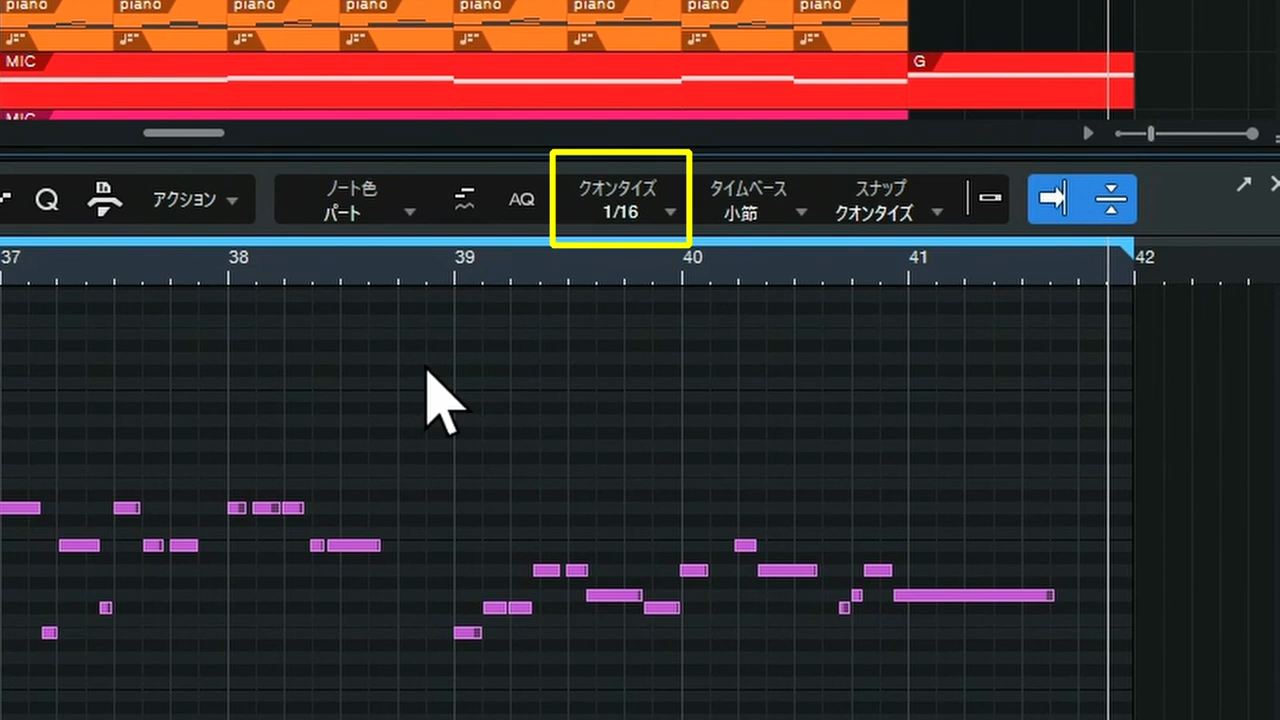 piano piano piano piano piano piano piano piano
MIC G
MIC
Q アクション ノート色 パート AQ クオンタイズ 1/16 タイムベース 小節 スナップ クオンタイズ
37 38 39 40 41 42